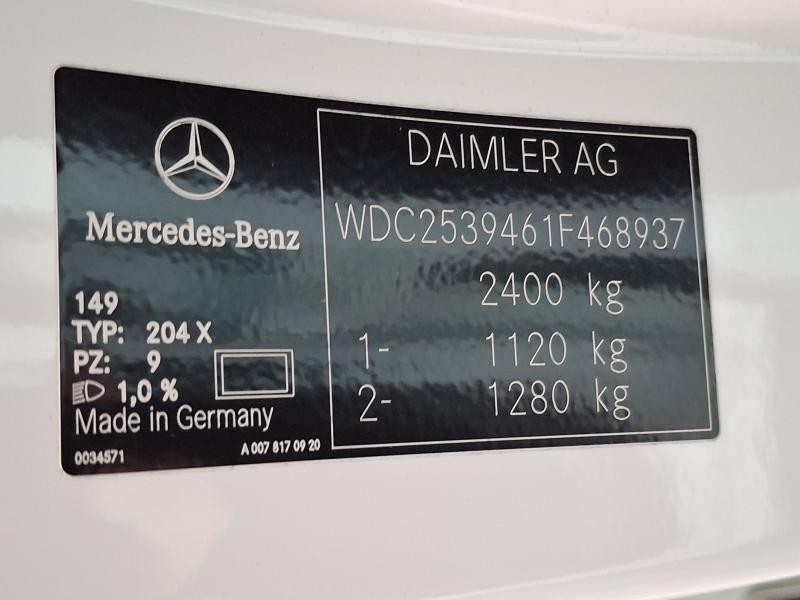 Mercedes-Benz
149
TYP: 204 X
PZ: 9
1,0 %
Made in Germany
0034571
A 007 817 09 20
DAIMLER AG
WDC2539461F468937
2400 kg
1- 1120 kg
2- 1280 kg